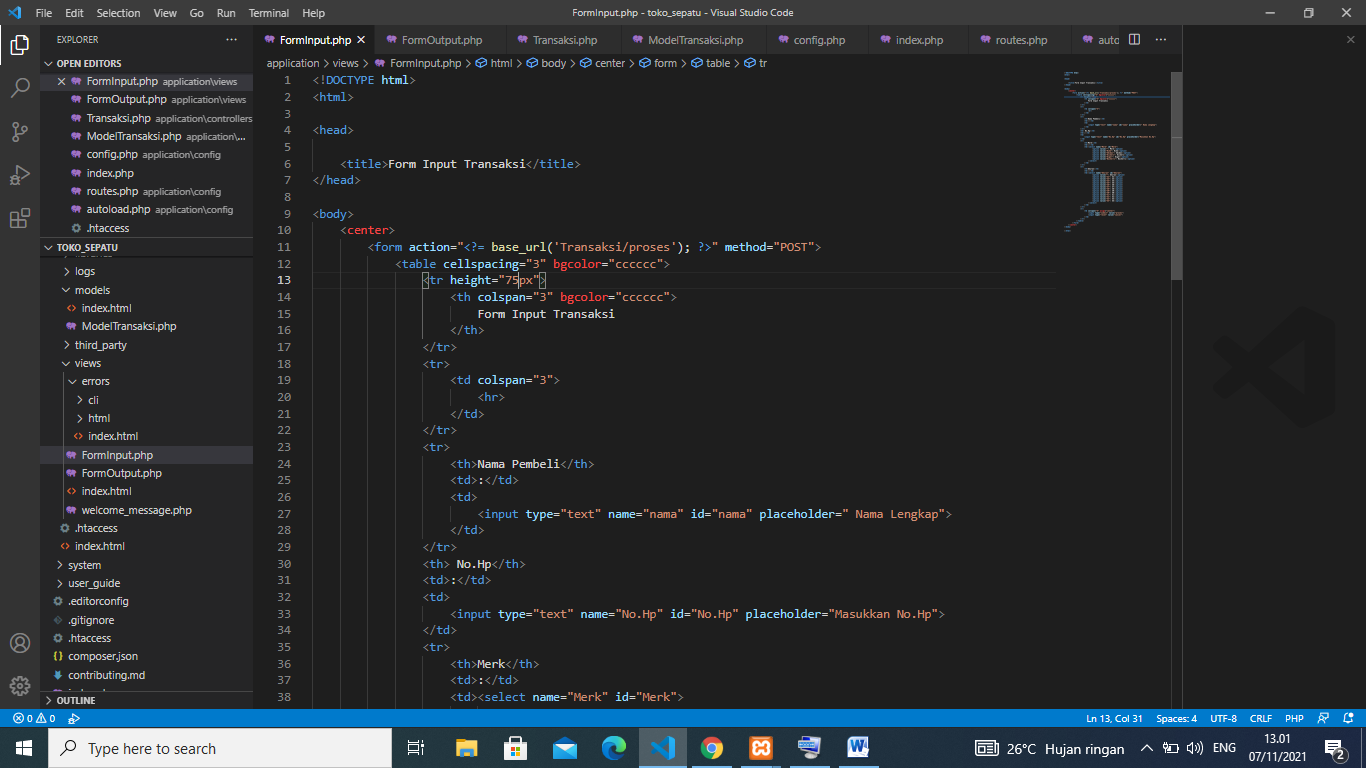 File Edit Selection View Go Run Terminal Help
FormInput.php - toko_sepatu - Visual Studio Code
EXPLORER
OPEN EDITORS
FormInput.php application\views
FormOutput.php application\views
Transaksi.php application\controllers
ModelTransaksi.php application\...
config.php application\config
index.php
routes.php application\config
autoload.php application\config
.htaccess
TOKO_SEPATU
logs
models
index.html
ModelTransaksi.php
third_party
views
errors
cli
html
index.html
FormInput.php
FormOutput.php
index.html
welcome_message.php
.htaccess
index.html
system
user_guide
.editorconfig
.gitignore
.htaccess
composer.json
contributing.md
OUTLINE
FormInput.php FormOutput.php Transaksi.php ModelTransaksi.php config.php index.php routes.php auto
application > views > FormInput.php > html > body > center > form > table > tr
1 <!DOCTYPE html>
2 <html>
3
4 <head>
5
6 <title>Form Input Transaksi</title>
7 </head>
8
9 <body>
10 <center>
11 <form action="<?= base_url('Transaksi/proses'); ?>" method="POST">
12 <table cellspacing="3" bgcolor="cccccc">
13 <tr height="75px">
14 <th colspan="3" bgcolor="cccccc">
15 Form Input Transaksi
16 </th>
17 </tr>
18 <tr>
19 <td colspan="3">
20 <hr>
21 </td>
22 </tr>
23 <tr>
24 <th>Nama Pembeli</th>
25 <td>:</td>
26 <td>
27 <input type="text" name="nama" id="nama" placeholder=" Nama Lengkap">
28 </td>
29 </tr>
30 <th> No.Hp</th>
31 <td>:</td>
32 <td>
33 <input type="text" name="No.Hp" id="No.Hp" placeholder="Masukkan No.Hp">
34 </td>
35 <tr>
36 <th>Merk</th>
37 <td>:</td>
38 <td><select name="Merk" id="Merk">
0 0 Ln 13, Col 31 Spaces: 4 UTF-8 CRLF PHP
Type here to search
26°C Hujan ringan ENG
13.01
07/11/2021
2